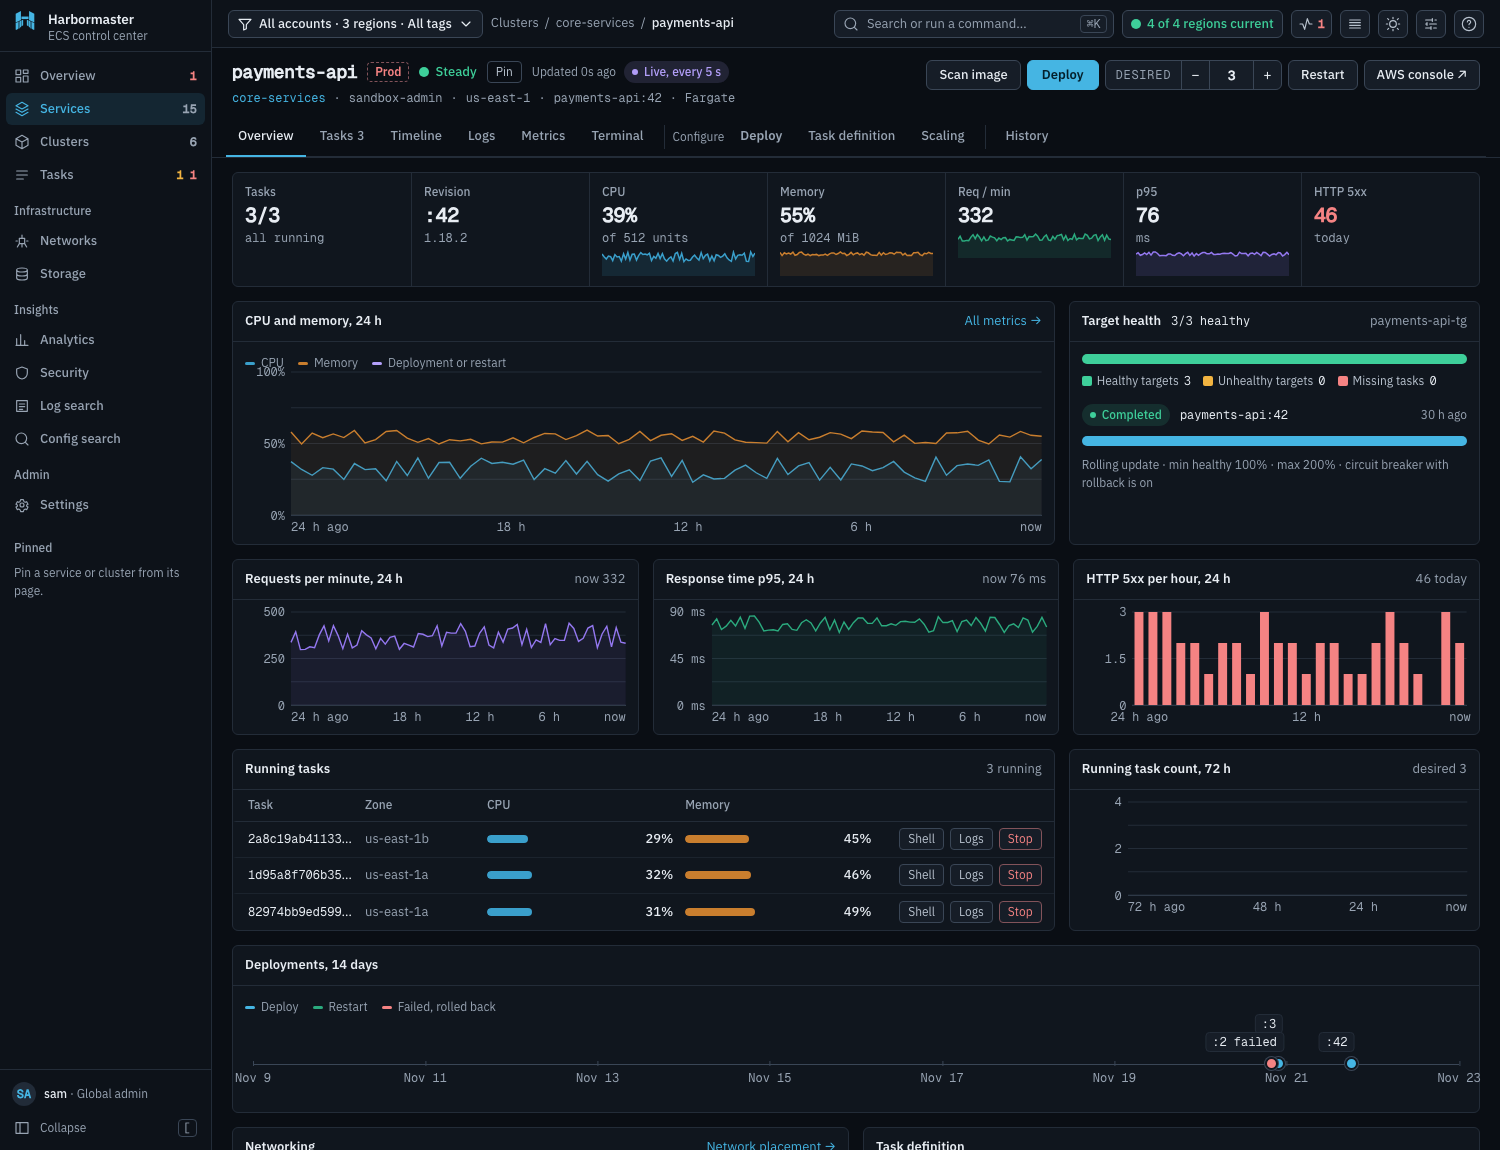 Harbormaster
ECS control center
All accounts · 3 regions · All tags
Clusters / core-services / payments-api
Search or run a command...
⌘K
4 of 4 regions current
1
Overview 1
Services 15
Clusters 6
Tasks 1 1
Infrastructure
Networks
Storage
Insights
Analytics
Security
Log search
Config search
Admin
Settings
Pinned
Pin a service or cluster from its
page.
SA sam · Global admin
Collapse [
payments-api Prod Steady Pin Updated 0s ago Live, every 5 s
Scan image Deploy DESIRED − 3 + Restart AWS console ↗
core-services · sandbox-admin · us-east-1 · payments-api:42 · Fargate
Overview Tasks 3 Timeline Logs Metrics Terminal Configure Deploy Task definition Scaling History
Tasks
3/3
all running
Revision
:42
1.18.2
CPU
39%
of 512 units
Memory
55%
of 1024 MiB
Req / min
332
p95
76
ms
HTTP 5xx
46
today
CPU and memory, 24 h All metrics →
CPU Memory Deployment or restart
100%
50%
0%
24 h ago 18 h 12 h 6 h now
Target health 3/3 healthy payments-api-tg
Healthy targets 3 Unhealthy targets 0 Missing tasks 0
Completed payments-api:42 30 h ago
Rolling update · min healthy 100% · max 200% · circuit breaker with
rollback is on
Requests per minute, 24 h now 332
500
250
0
24 h ago 18 h 12 h 6 h now
Response time p95, 24 h now 76 ms
90 ms
45 ms
0 ms
24 h ago 18 h 12 h 6 h now
HTTP 5xx per hour, 24 h 46 today
3
1.5
0
24 h ago 12 h now
Running tasks 3 running
Task Zone CPU Memory
2a8c19ab41133... us-east-1b 29% 45% Shell Logs Stop
1d95a8f706b35... us-east-1a 32% 46% Shell Logs Stop
82974bb9ed599... us-east-1a 31% 49% Shell Logs Stop
Running task count, 72 h desired 3
4
2
0
72 h ago 48 h 24 h now
Deployments, 14 days
Deploy Restart Failed, rolled back
:3
:2 failed :42
Nov 9 Nov 11 Nov 13 Nov 15 Nov 17 Nov 19 Nov 21 Nov 23
Networking Network placement →
Task definition